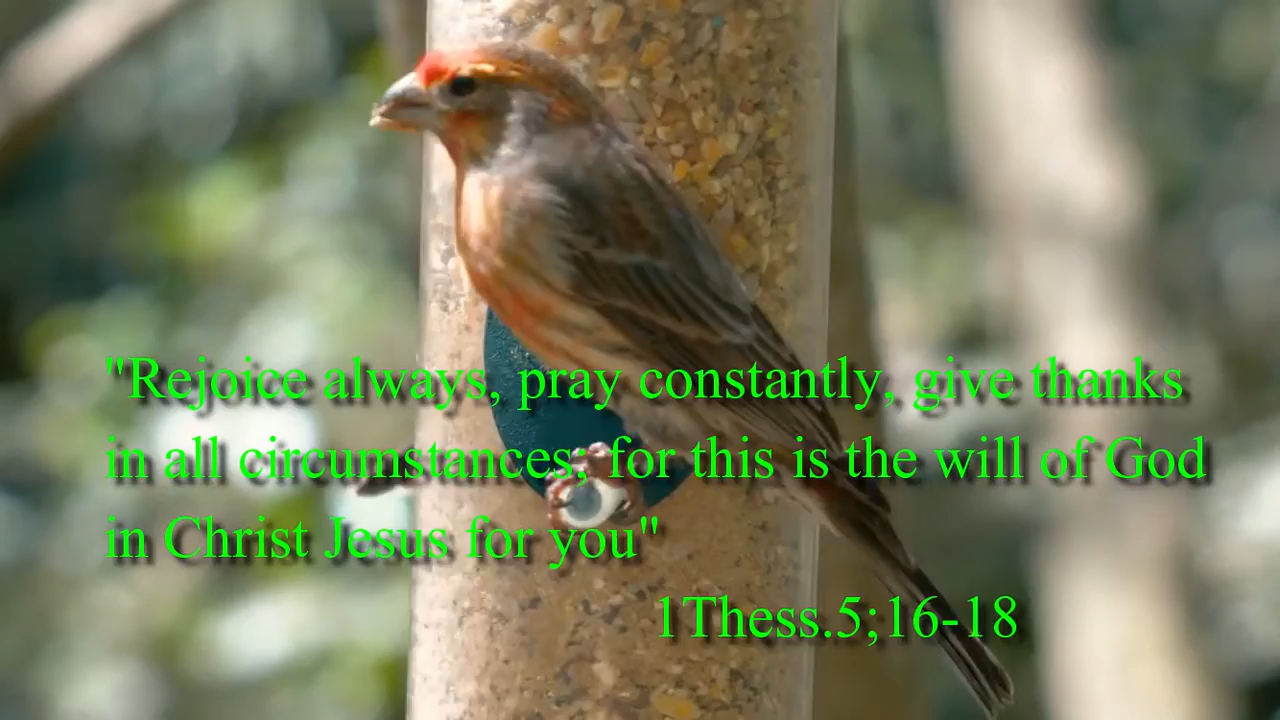 "Rejoice always, pray constantly, give thanks
in all circumstances; for this is the will of God
in Christ Jesus for you"
1Thess.5;16-18